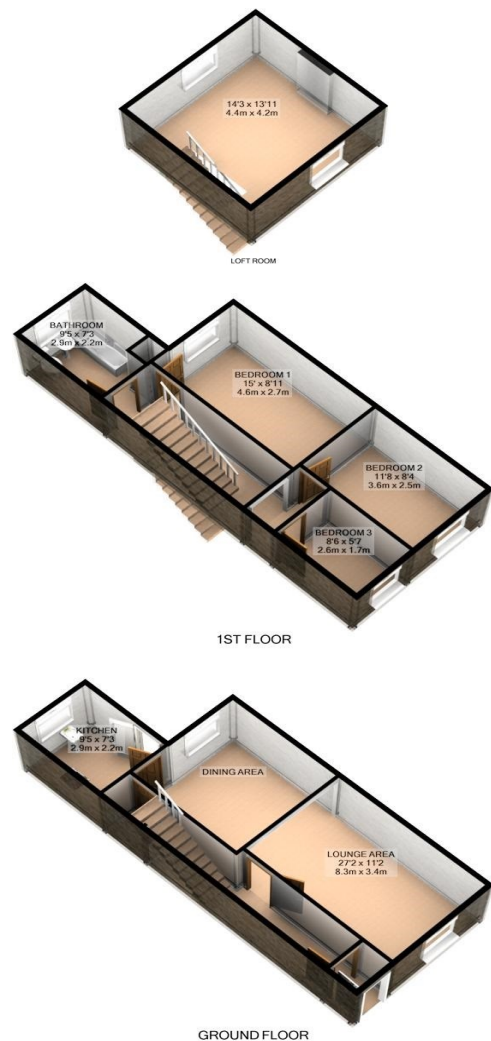 14'3 x 13'11
4.4m x 4.2m
LOFT ROOM
BATHROOM
9'5 x 7'3
2.9m x 2.2m
BEDROOM 1
15' x 8'11
4.6m x 2.7m
BEDROOM 2
11'8 x 8'4
3.6m x 2.5m
BEDROOM 3
8'6 x 5'7
2.6m x 1.7m
1ST FLOOR
KITCHEN
9'5 x 7'3
2.9m x 2.2m
DINING AREA
LOUNGE AREA
27'2 x 11'2
8.3m x 3.4m
GROUND FLOOR